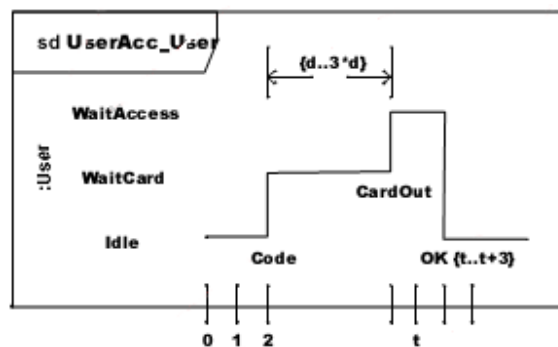 sd UserAcc_User
{d..3*d}
WaitAccess
:User
WaitCard
CardOut
Idle
Code
OK {t..t+3}
0 1 2 t